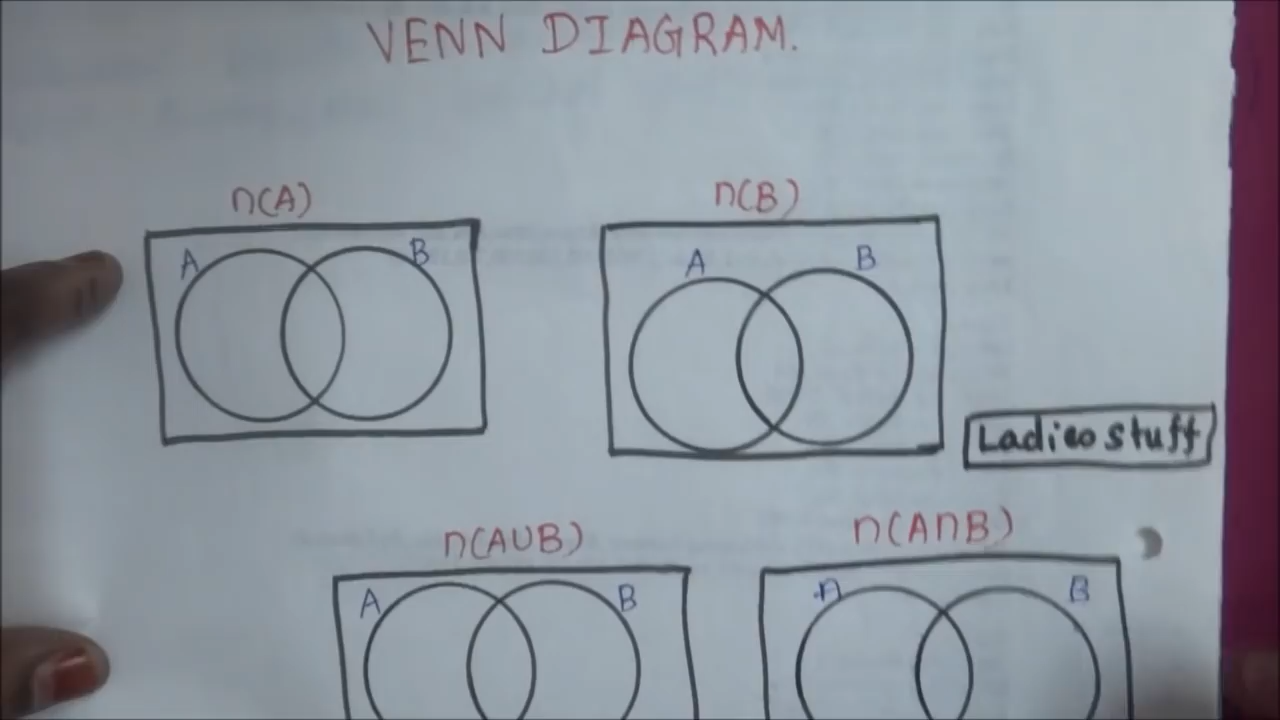 VENN DIAGRAM.
n(A)
n(B)
A
B
A
B
Ladies stuff
n(AUB)
n(A∩B)
A
B
A
B